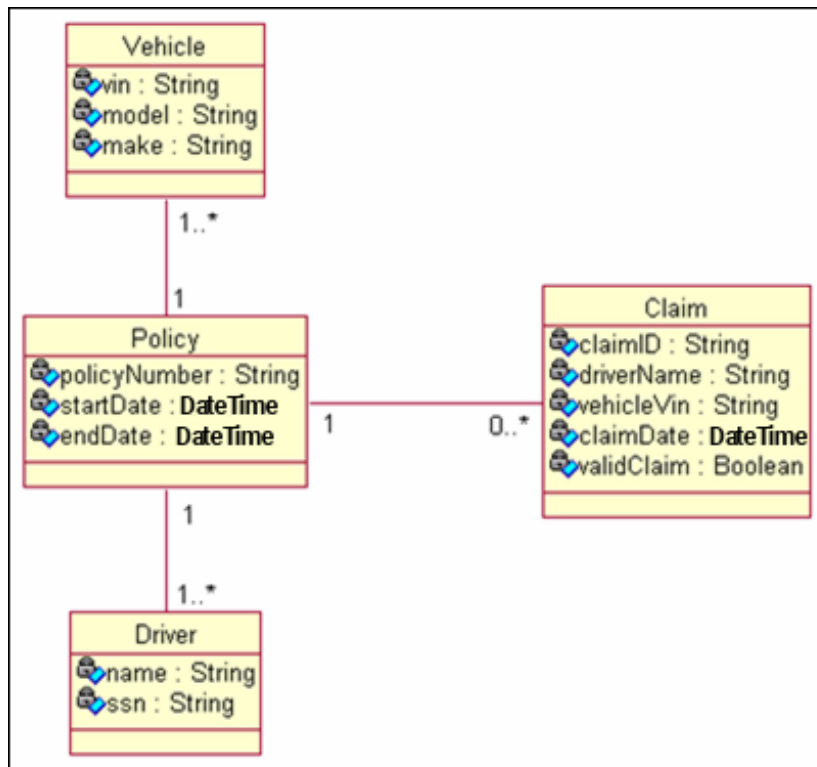 Vehicle
vin : String
model : String
make : String
1..*
1
Policy
policyNumber : String
startDate : DateTime
endDate : DateTime
1
0..*
Claim
claimID : String
driverName : String
vehicleVin : String
claimDate : DateTime
validClaim : Boolean
1
1..*
Driver
name : String
ssn : String